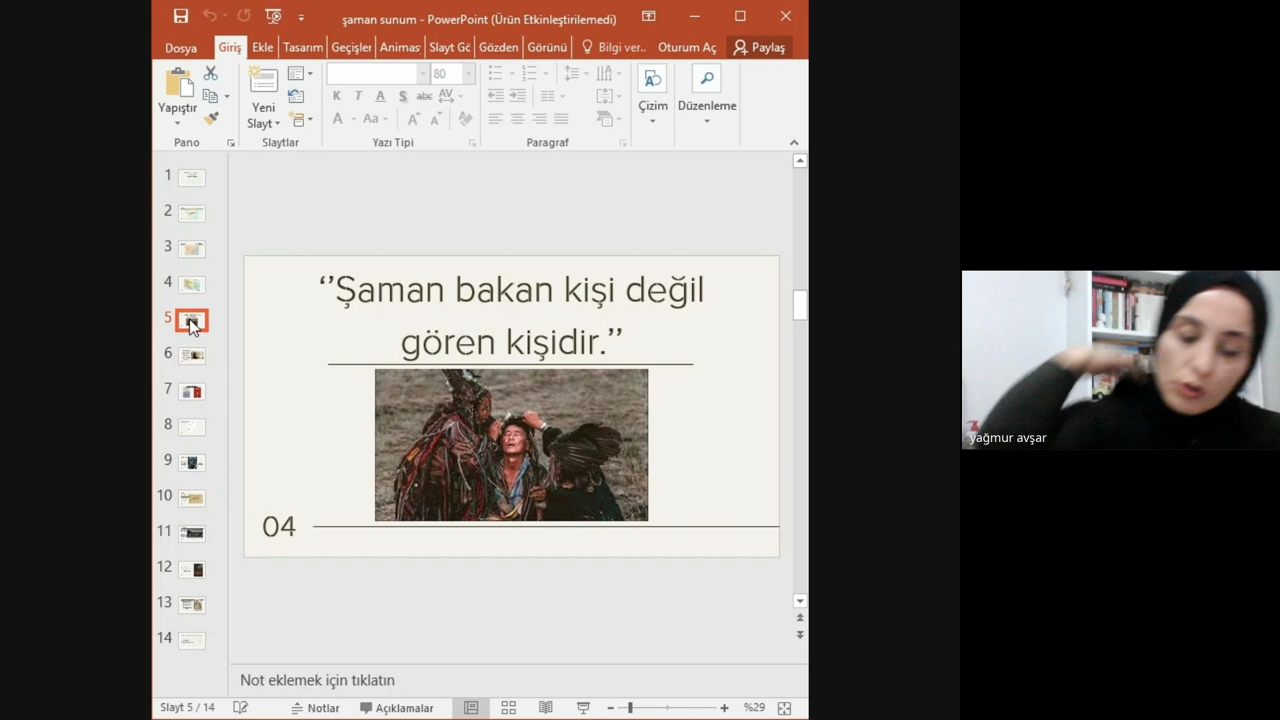 şaman sunum - PowerPoint (Ürün Etkinleştirilemedi)
Dosya
Giriş
Ekle
Tasarım
Geçişler
Animas
Slayt Gö
Gözden
Görünü
Bilgi ver..
Oturum Aç
Paylaş
80
Yapıştır
Yeni
Slayt
K T A S abc AV
A Aa A A
Çizim
Düzenleme
Pano
Slaytlar
Yazı Tipi
Paragraf
1
2
3
4
5
6
7
8
9
10
11
12
13
14
‘’Şaman bakan kişi değil
gören kişidir.’’
04
yağmur avşar
Not eklemek için tıklatın
Slayt 5 / 14
Notlar
Açıklamalar
%29